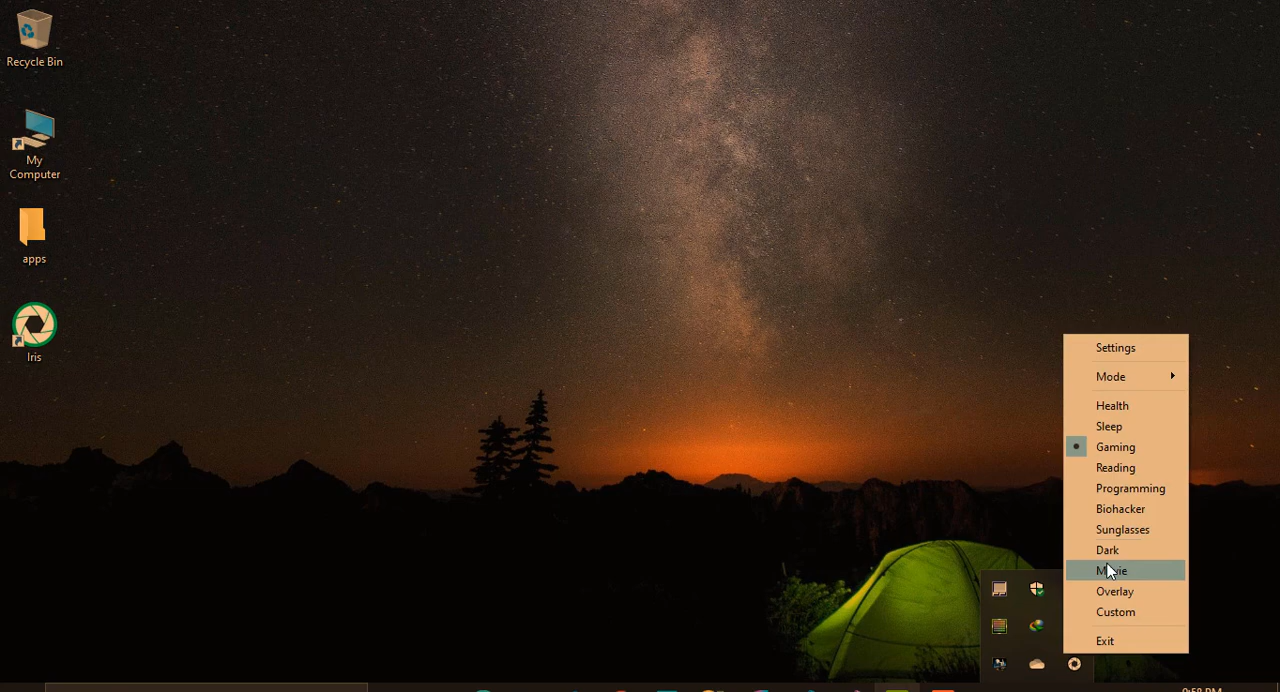 Recycle Bin
My
Computer
apps
Iris
Settings
Mode
Health
Sleep
Gaming
Reading
Programming
Biohacker
Sunglasses
Dark
Movie
Overlay
Custom
Exit